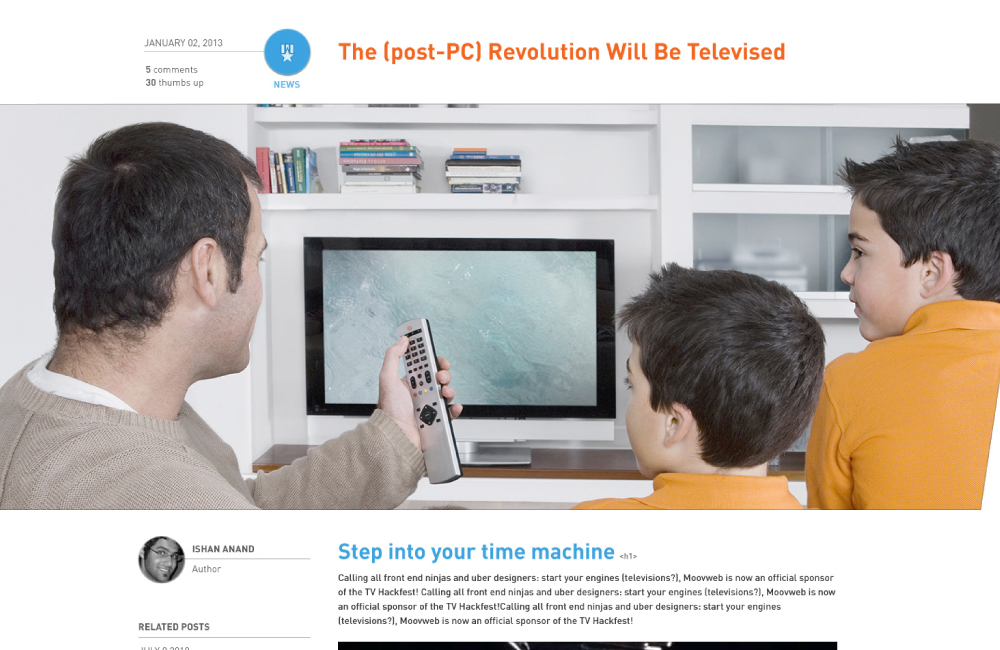 JANUARY 02, 2013
5 comments
30 thumbs up
NEWS
The (post-PC) Revolution Will Be Televised
ISHAN ANAND
Author
RELATED POSTS
Step into your time machine <h1>
Calling all front end ninjas and uber designers: start your engines (televisions?), Moovweb is now an official sponsor
of the TV Hackfest! Calling all front end ninjas and uber designers: start your engines (televisions?), Moovweb is now
an official sponsor of the TV Hackfest!Calling all front end ninjas and uber designers: start your engines
(televisions?), Moovweb is now an official sponsor of the TV Hackfest!